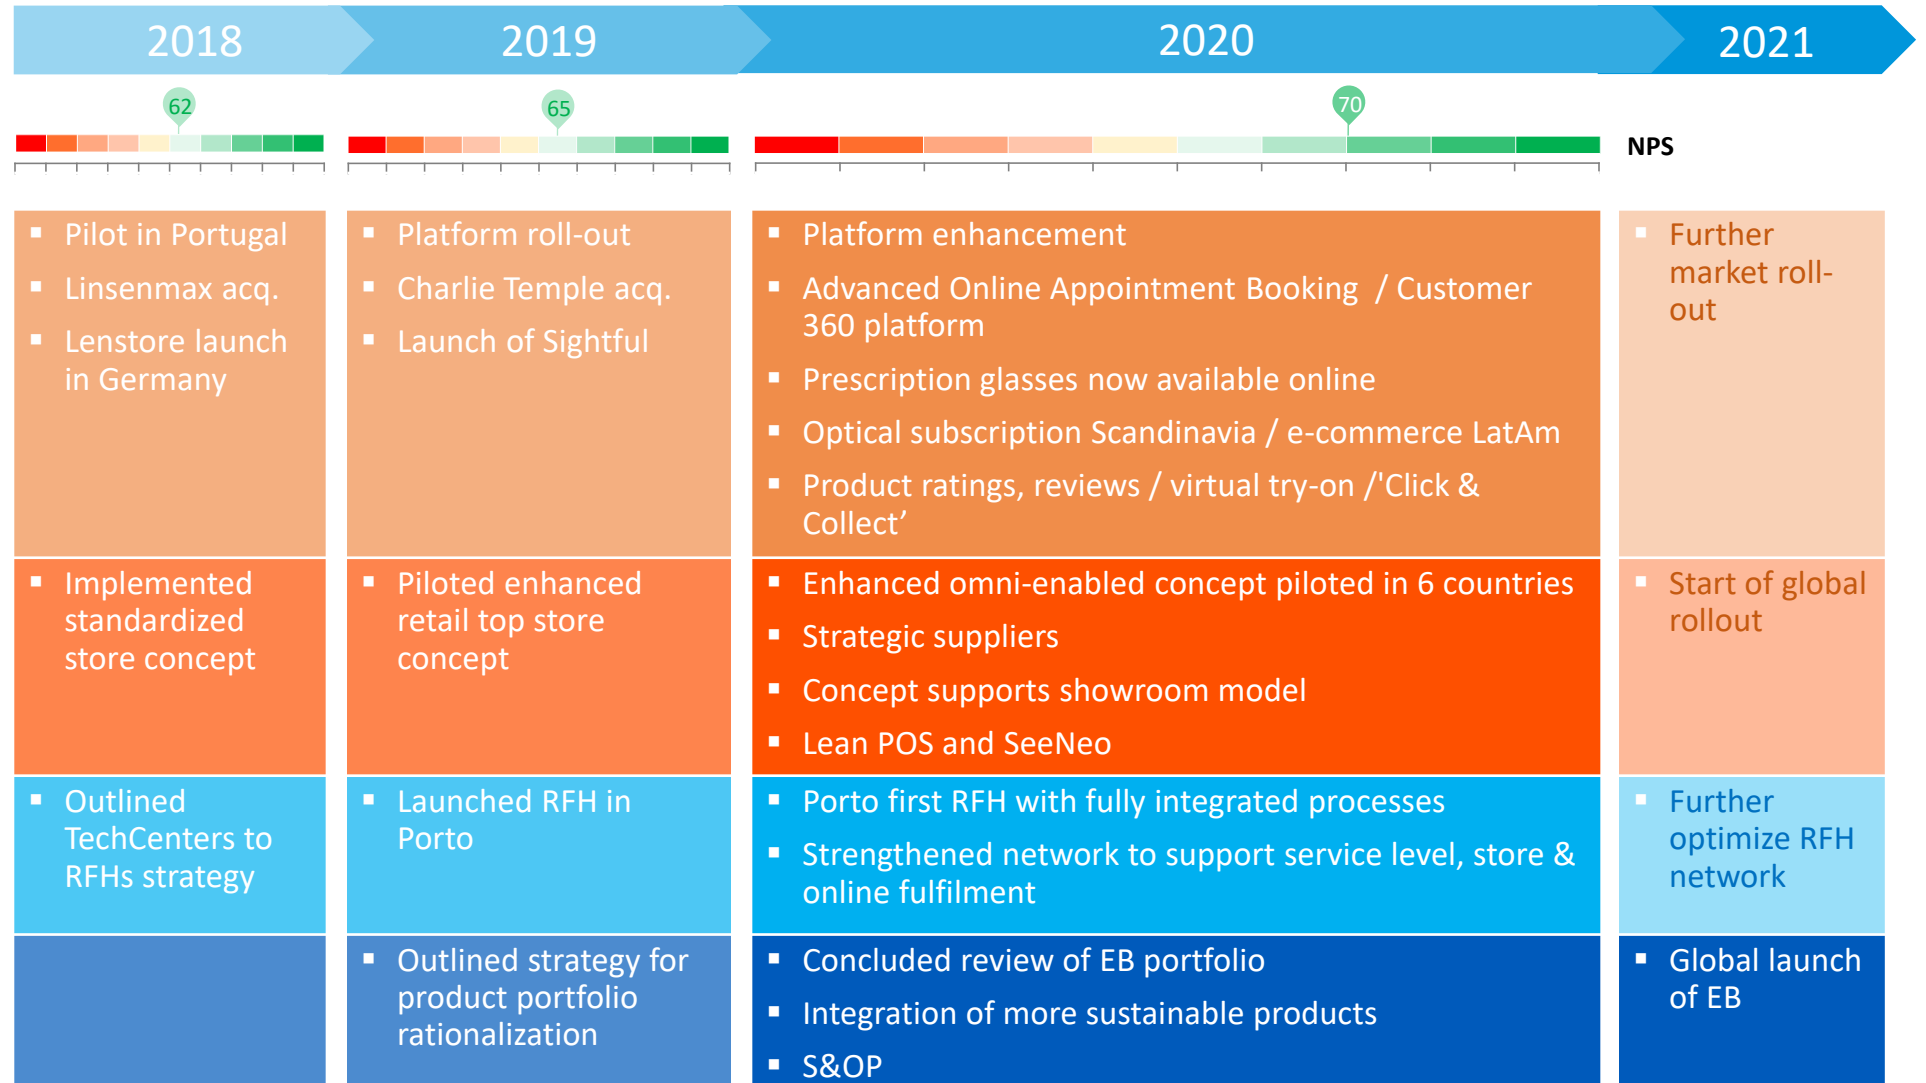 2018
2019
2020
2021
62
65
70
NPS
▪ Pilot in Portugal
▪ Linsenmax acq.
▪ Lenstore launch
in Germany
▪ Platform roll-out
▪ Charlie Temple acq.
▪ Launch of Sightful
▪ Platform enhancement
▪ Advanced Online Appointment Booking / Customer
360 platform
▪ Prescription glasses now available online
▪ Optical subscription Scandinavia / e-commerce LatAm
▪ Product ratings, reviews / virtual try-on /'Click &
Collect’
▪ Further
market roll-
out
▪ Implemented
standardized
store concept
▪ Piloted enhanced
retail top store
concept
▪ Enhanced omni-enabled concept piloted in 6 countries
▪ Strategic suppliers
▪ Concept supports showroom model
▪ Lean POS and SeeNeo
▪ Start of global
rollout
▪ Outlined
TechCenters to
RFHs strategy
▪ Launched RFH in
Porto
▪ Porto first RFH with fully integrated processes
▪ Strengthened network to support service level, store &
online fulfilment
▪ Further
optimize RFH
network
▪ Outlined strategy for
product portfolio
rationalization
▪ Concluded review of EB portfolio
▪ Integration of more sustainable products
▪ S&OP
▪ Global launch
of EB